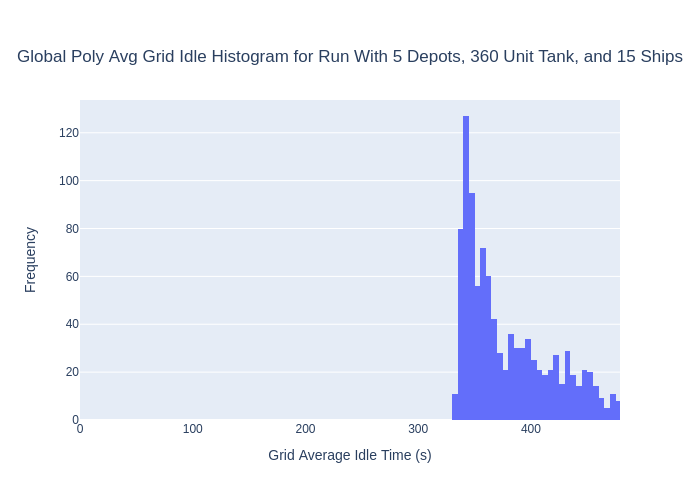 Global Poly Avg Grid Idle Histogram for Run With 5 Depots, 360 Unit Tank, and 15 Ships
120
100
80
60
40
20
0
Frequency
0 100 200 300 400
Grid Average Idle Time (s)